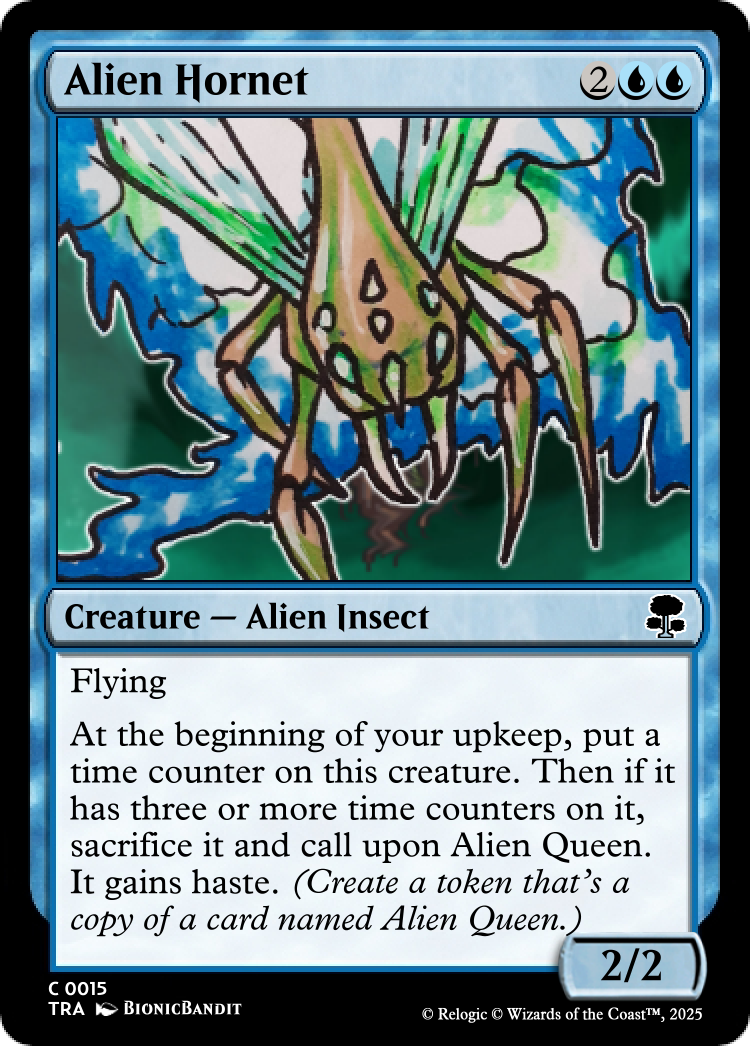 Alien Hornet 2
Creature — Alien Insect
Flying
At the beginning of your upkeep, put a
time counter on this creature. Then if it
has three or more time counters on it,
sacrifice it and call upon Alien Queen.
It gains haste. (Create a token that's a
copy of a card named Alien Queen.)
2/2
C 0015
TRA BionicBandit
© Relogic © Wizards of the Coast™, 2025